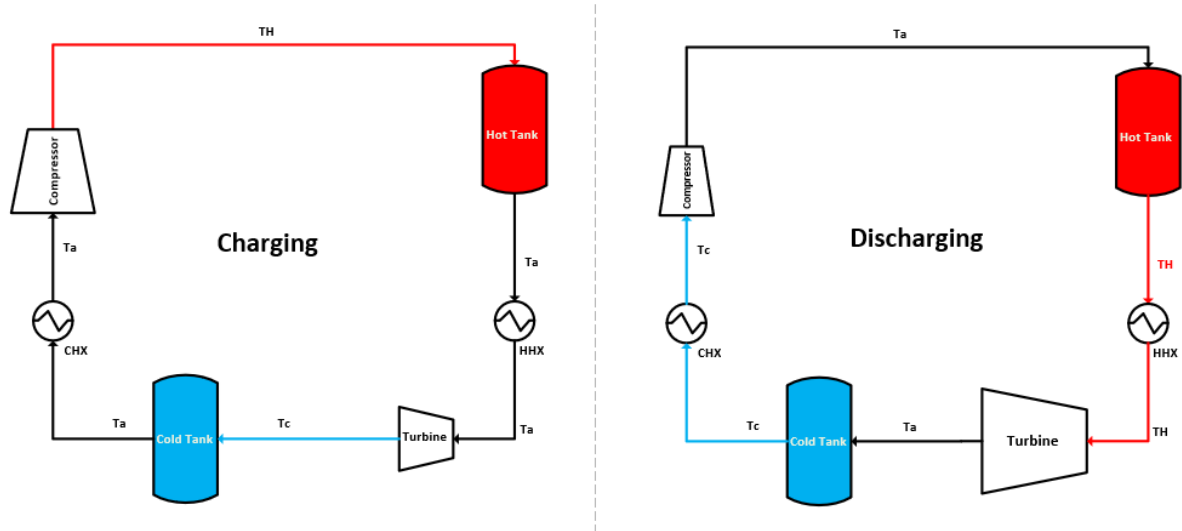 TH
Hot Tank
Compressor
Charging
Ta
Ta
CHX
HHX
Ta
Cold Tank
Tc
Turbine
Ta
Ta
Hot Tank
Compressor
Discharging
Tc
TH
CHX
HHX
Tc
Cold Tank
Ta
Turbine
TH